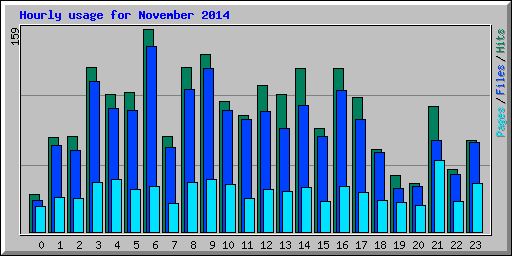 Hourly usage for November 2014
159
Pages/Files/Hits
0 1 2 3 4 5 6 7 8 9 10 11 12 13 14 15 16 17 18 19 20 21 22 23